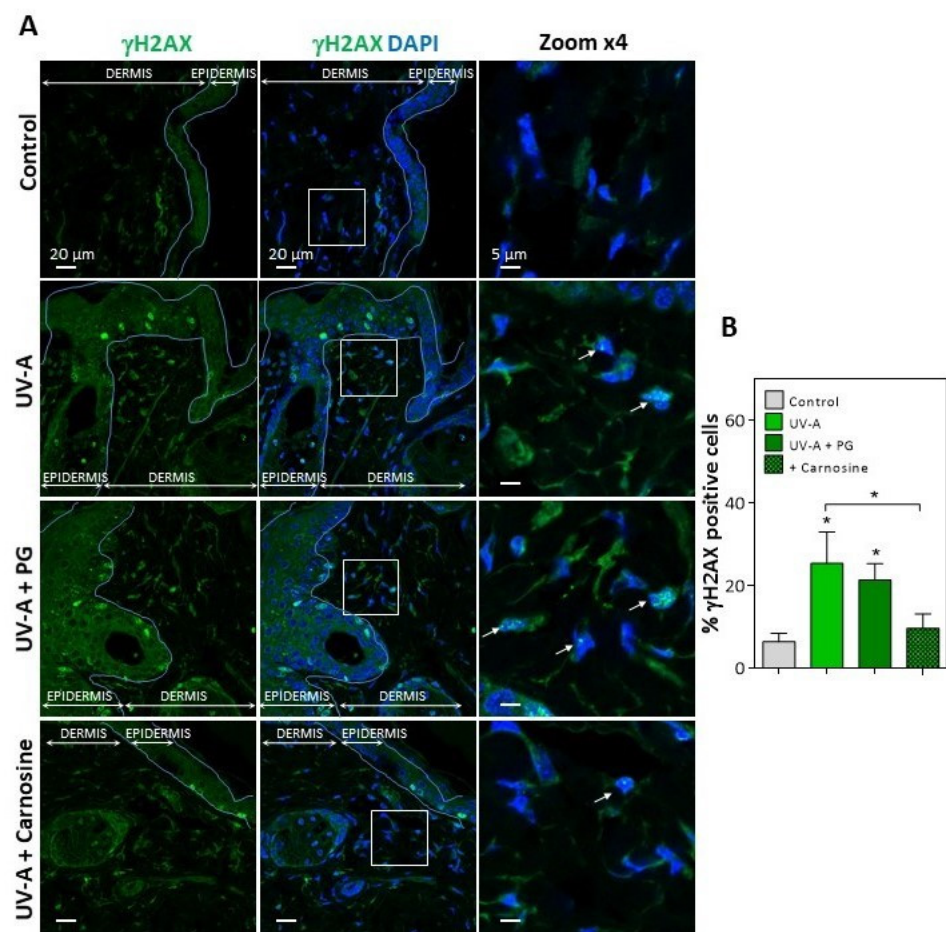 A
γH2AX
γH2AX DAPI
Zoom x4
Control
DERMIS
EPIDERMIS
20 µm
DERMIS
EPIDERMIS
20 µm
5 µm
UV-A
EPIDERMIS
DERMIS
EPIDERMIS
DERMIS
UV-A + PG
EPIDERMIS
DERMIS
EPIDERMIS
DERMIS
UV-A + Carnosine
DERMIS
EPIDERMIS
DERMIS
EPIDERMIS
B
% γH2AX positive cells
60
40
20
0
Control
UV-A
UV-A + PG
+ Carnosine
*
*
*